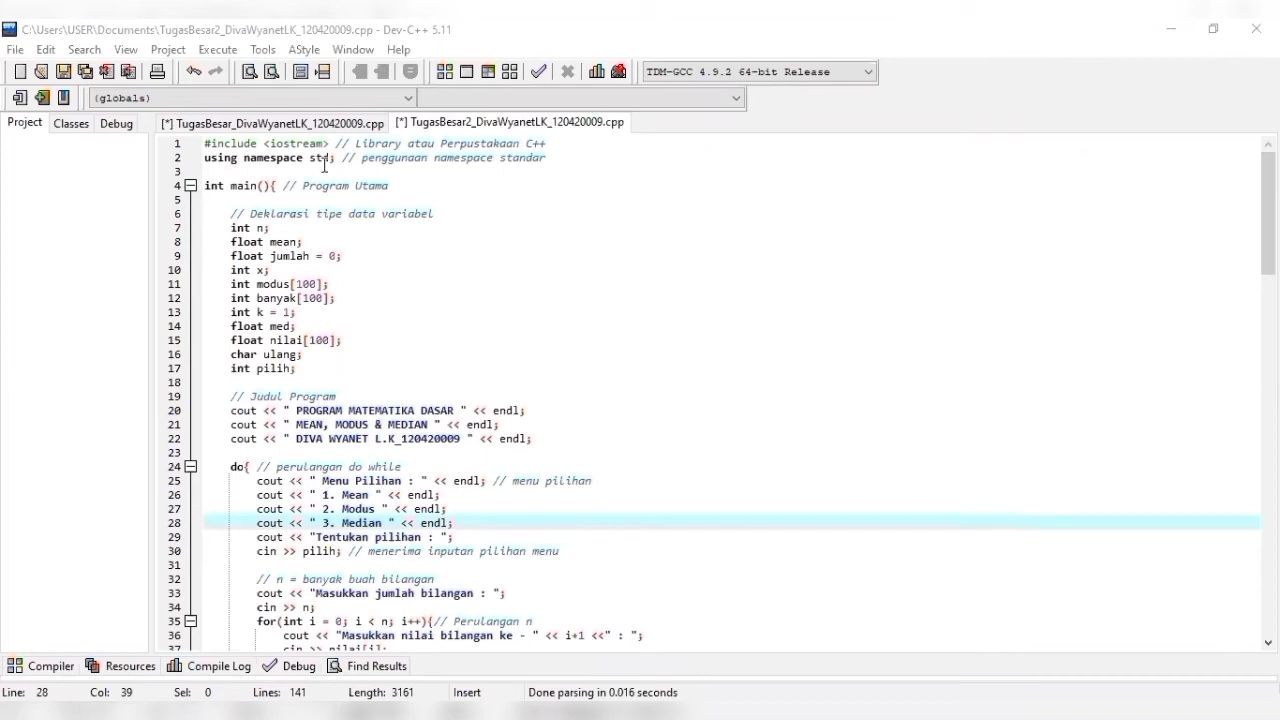 C:\Users\USER\Documents\TugasBesar2_DivaWyanetLK_120420009.cpp - Dev-C++ 5.11
File Edit Search View Project Execute Tools AStyle Window Help
TDM-GCC 4.9.2 64-bit Release
(globals)
Project Classes Debug [*] TugasBesar_DivaWyanetLK_120420009.cpp [*] TugasBesar2_DivaWyanetLK_120420009.cpp
1 #include <iostream> // Library atau Perpustakaan C++
2 using namespace std; // penggunaan namespace standar
3
4 int main(){ // Program Utama
5
6 // Deklarasi tipe data variabel
7 int n;
8 float mean;
9 float jumlah = 0;
10 int x;
11 int modus[100];
12 int banyak[100];
13 int k = 1;
14 float med;
15 float nilai[100];
16 char ulang;
17 int pilih;
18
19 // Judul Program
20 cout << " PROGRAM MATEMATIKA DASAR " << endl;
21 cout << " MEAN, MODUS & MEDIAN " << endl;
22 cout << " DIVA WYANET L.K_120420009 " << endl;
23
24 do{ // perulangan do while
25 cout << " Menu Pilihan : " << endl; // menu pilihan
26 cout << " 1. Mean " << endl;
27 cout << " 2. Modus " << endl;
28 cout << " 3. Median " << endl;
29 cout << "Tentukan pilihan : ";
30 cin >> pilih; // menerima inputan pilihan menu
31
32 // n = banyak buah bilangan
33 cout << "Masukkan jumlah bilangan : ";
34 cin >> n;
35 for(int i = 0; i < n; i++){// Perulangan n
36 cout << "Masukkan nilai bilangan ke - " << i+1 <<" : ";
37 cin >> nilai[i];
Compiler Resources Compile Log Debug Find Results
Line: 28 Col: 39 Sel: 0 Lines: 141 Length: 3161 Insert Done parsing in 0.016 seconds